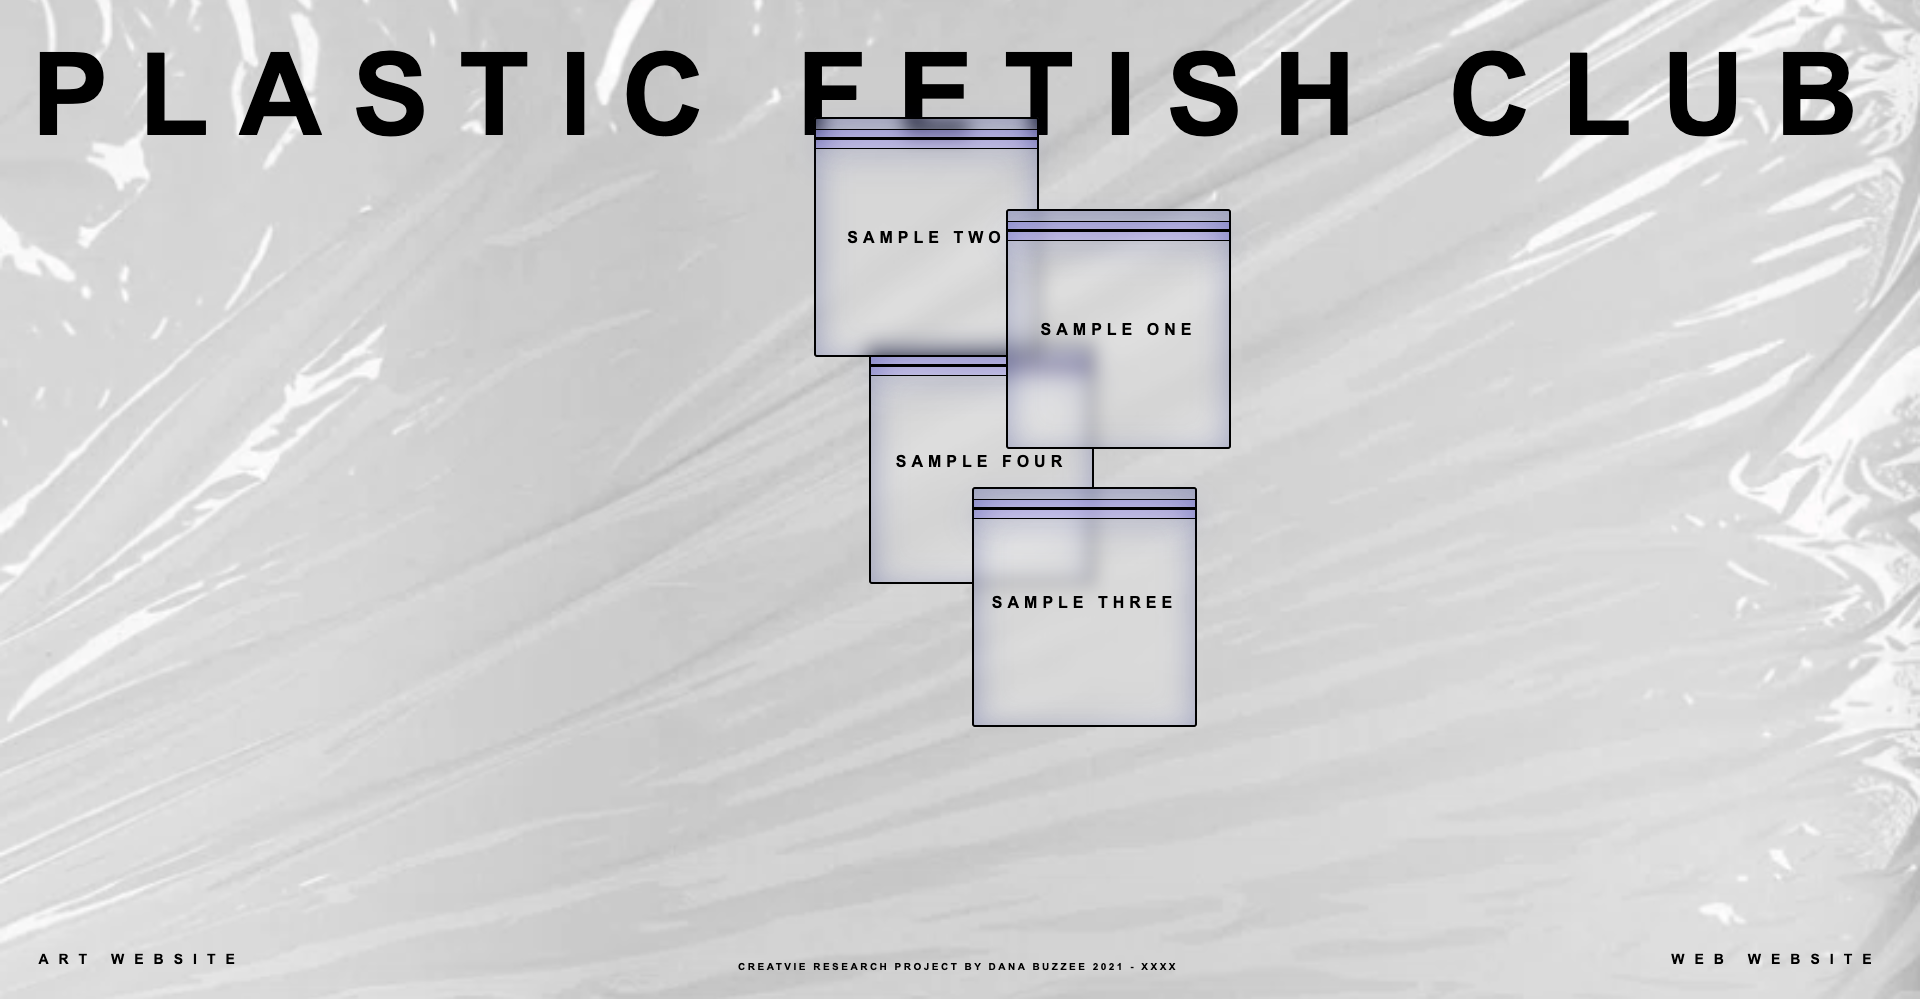 PLASTIC FETISH CLUB
SAMPLE TWO
SAMPLE ONE
SAMPLE FOUR
SAMPLE THREE
ART WEBSITE
CREATVIE RESEARCH PROJECT BY DANA BUZZEE 2021 - XXXX
WEB WEBSITE